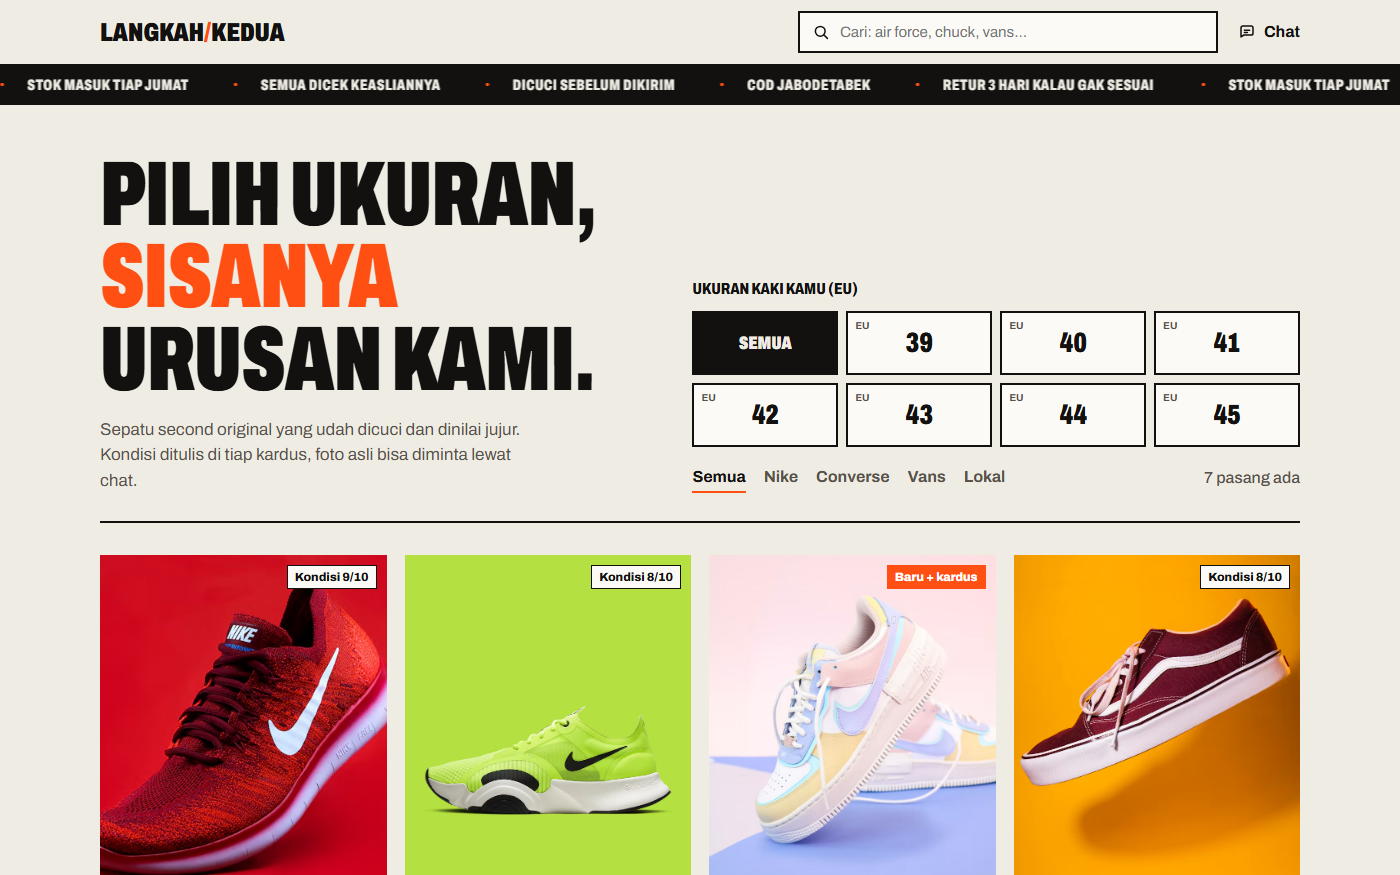 LANGKAH/KEDUA
Cari: air force, chuck, vans...
Chat
STOK MASUK TIAP JUMAT
SEMUA DICEK KEASLIANNYA
DICUCI SEBELUM DIKIRIM
COD JABODETABEK
RETUR 3 HARI KALAU GAK SESUAI
STOK MASUK TIAP JUMAT
PILIH UKURAN,
SISANYA
URUSAN KAMI.
Sepatu second original yang udah dicuci dan dinilai jujur.
Kondisi ditulis di tiap kardus, foto asli bisa diminta lewat
chat.
UKURAN KAKI KAMU (EU)
SEMUA
EU 39
EU 40
EU 41
EU 42
EU 43
EU 44
EU 45
Semua Nike Converse Vans Lokal
7 pasang ada
Kondisi 9/10
NIKE
Kondisi 8/10
Baru + kardus
Kondisi 8/10